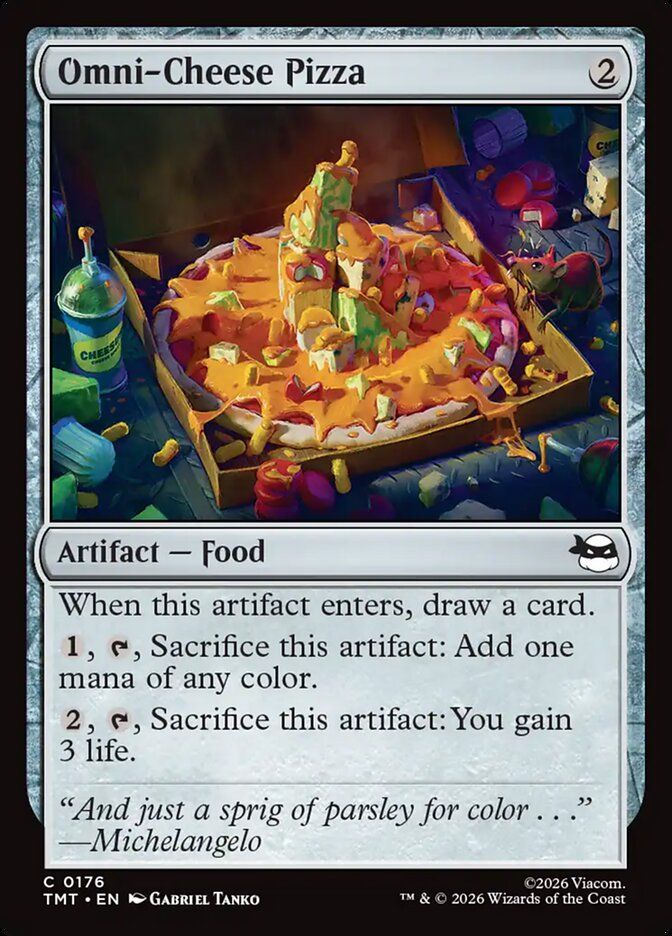 Omni-Cheese Pizza 2
CHEESE
Artifact — Food
When this artifact enters, draw a card.
1, , Sacrifice this artifact: Add one
mana of any color.
2, , Sacrifice this artifact: You gain
3 life.
“And just a sprig of parsley for color . . .”
—Michelangelo
C 0176
TMT • EN GABRIEL TANKO
©2026 Viacom.
™ & © 2026 Wizards of the Coast